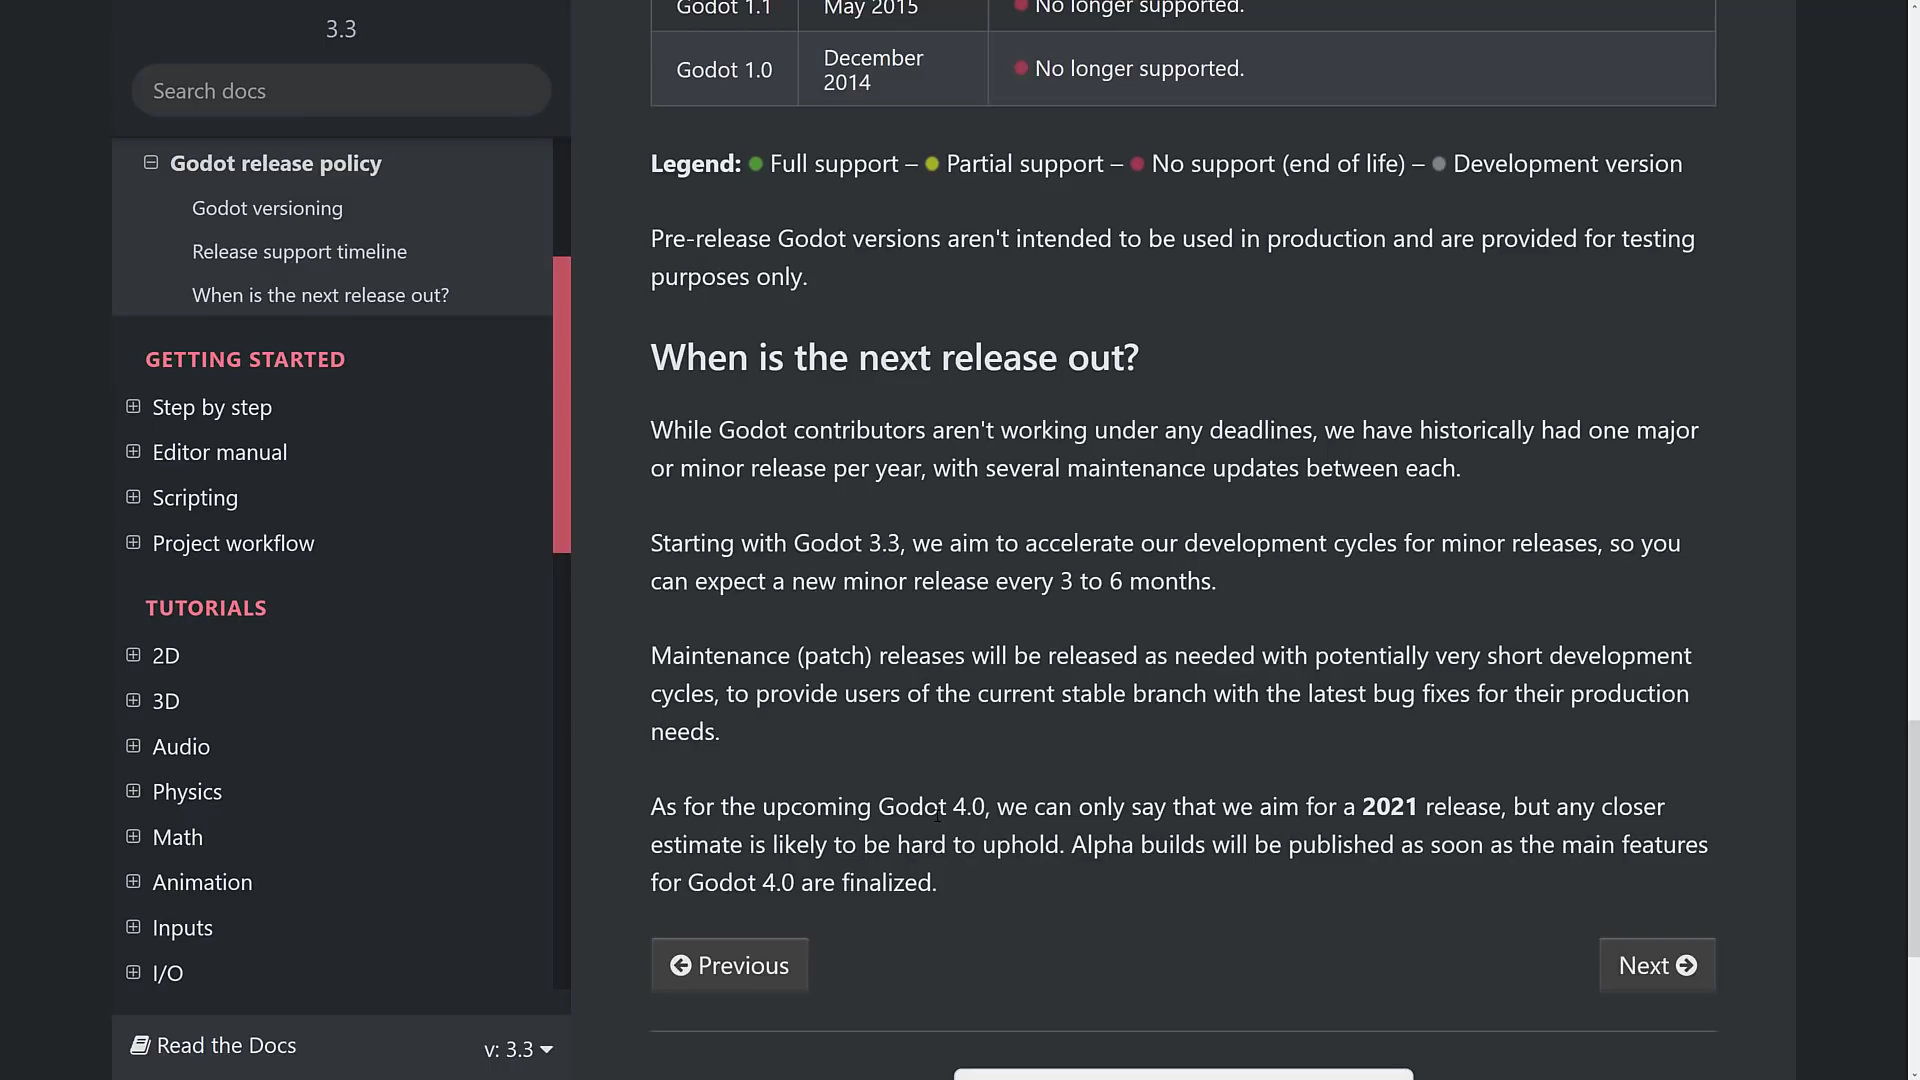 3.3
Search docs
Godot release policy
Godot versioning
Release support timeline
When is the next release out?
GETTING STARTED
Step by step
Editor manual
Scripting
Project workflow
TUTORIALS
2D
3D
Audio
Physics
Math
Animation
Inputs
I/O
Read the Docs
v: 3.3
Godot 1.1 May 2015 No longer supported.
Godot 1.0 December 2014 No longer supported.
Legend: Full support – Partial support – No support (end of life) – Development version
Pre-release Godot versions aren't intended to be used in production and are provided for testing
purposes only.
When is the next release out?
While Godot contributors aren't working under any deadlines, we have historically had one major
or minor release per year, with several maintenance updates between each.
Starting with Godot 3.3, we aim to accelerate our development cycles for minor releases, so you
can expect a new minor release every 3 to 6 months.
Maintenance (patch) releases will be released as needed with potentially very short development
cycles, to provide users of the current stable branch with the latest bug fixes for their production
needs.
As for the upcoming Godot 4.0, we can only say that we aim for a 2021 release, but any closer
estimate is likely to be hard to uphold. Alpha builds will be published as soon as the main features
for Godot 4.0 are finalized.
Previous
Next